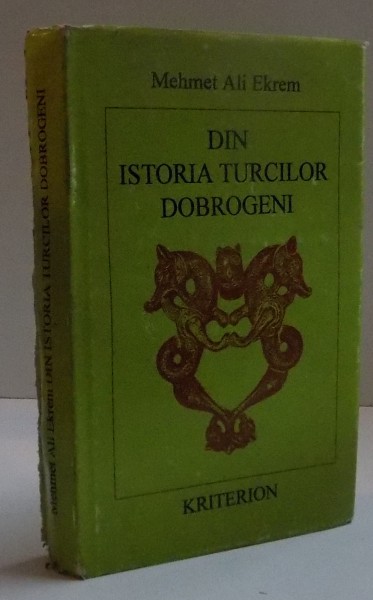 Mehmet Ali Ekrem
DIN
ISTORIA TURCILOR
DOBROGENI
KRITERION
Mehmet Ali Ekrem DIN ISTORIA TURCILOR DOBROGENI